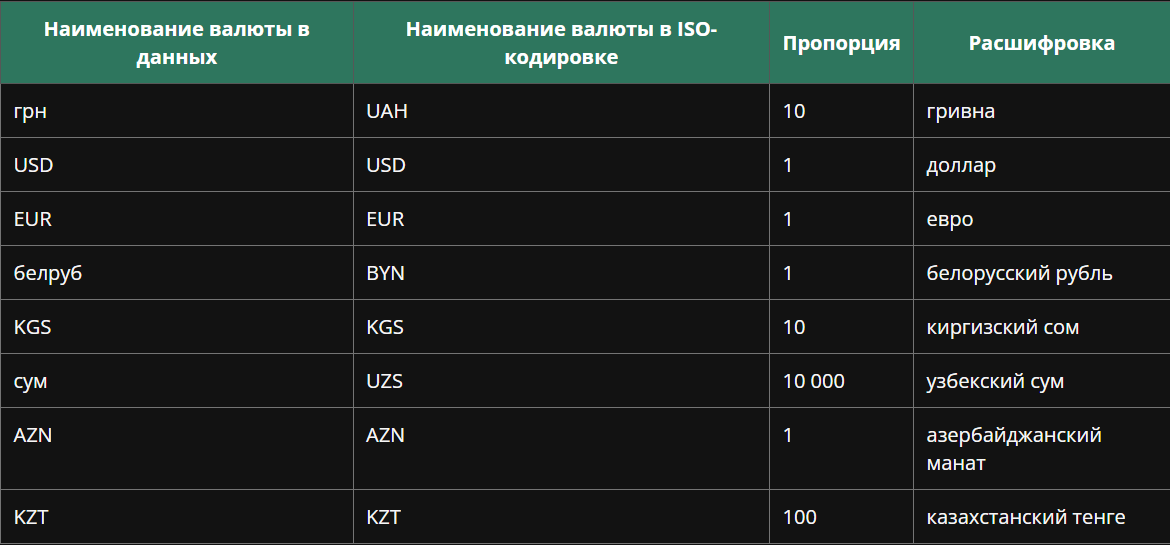 Наименование валюты в данных
Наименование валюты в ISO-кодировке
Пропорция
Расшифровка
грн UAH 10 гривна
USD USD 1 доллар
EUR EUR 1 евро
белруб BYN 1 белорусский рубль
KGS KGS 10 киргизский сом
сум UZS 10 000 узбекский сум
AZN AZN 1 азербайджанский манат
KZT KZT 100 казахстанский тенге